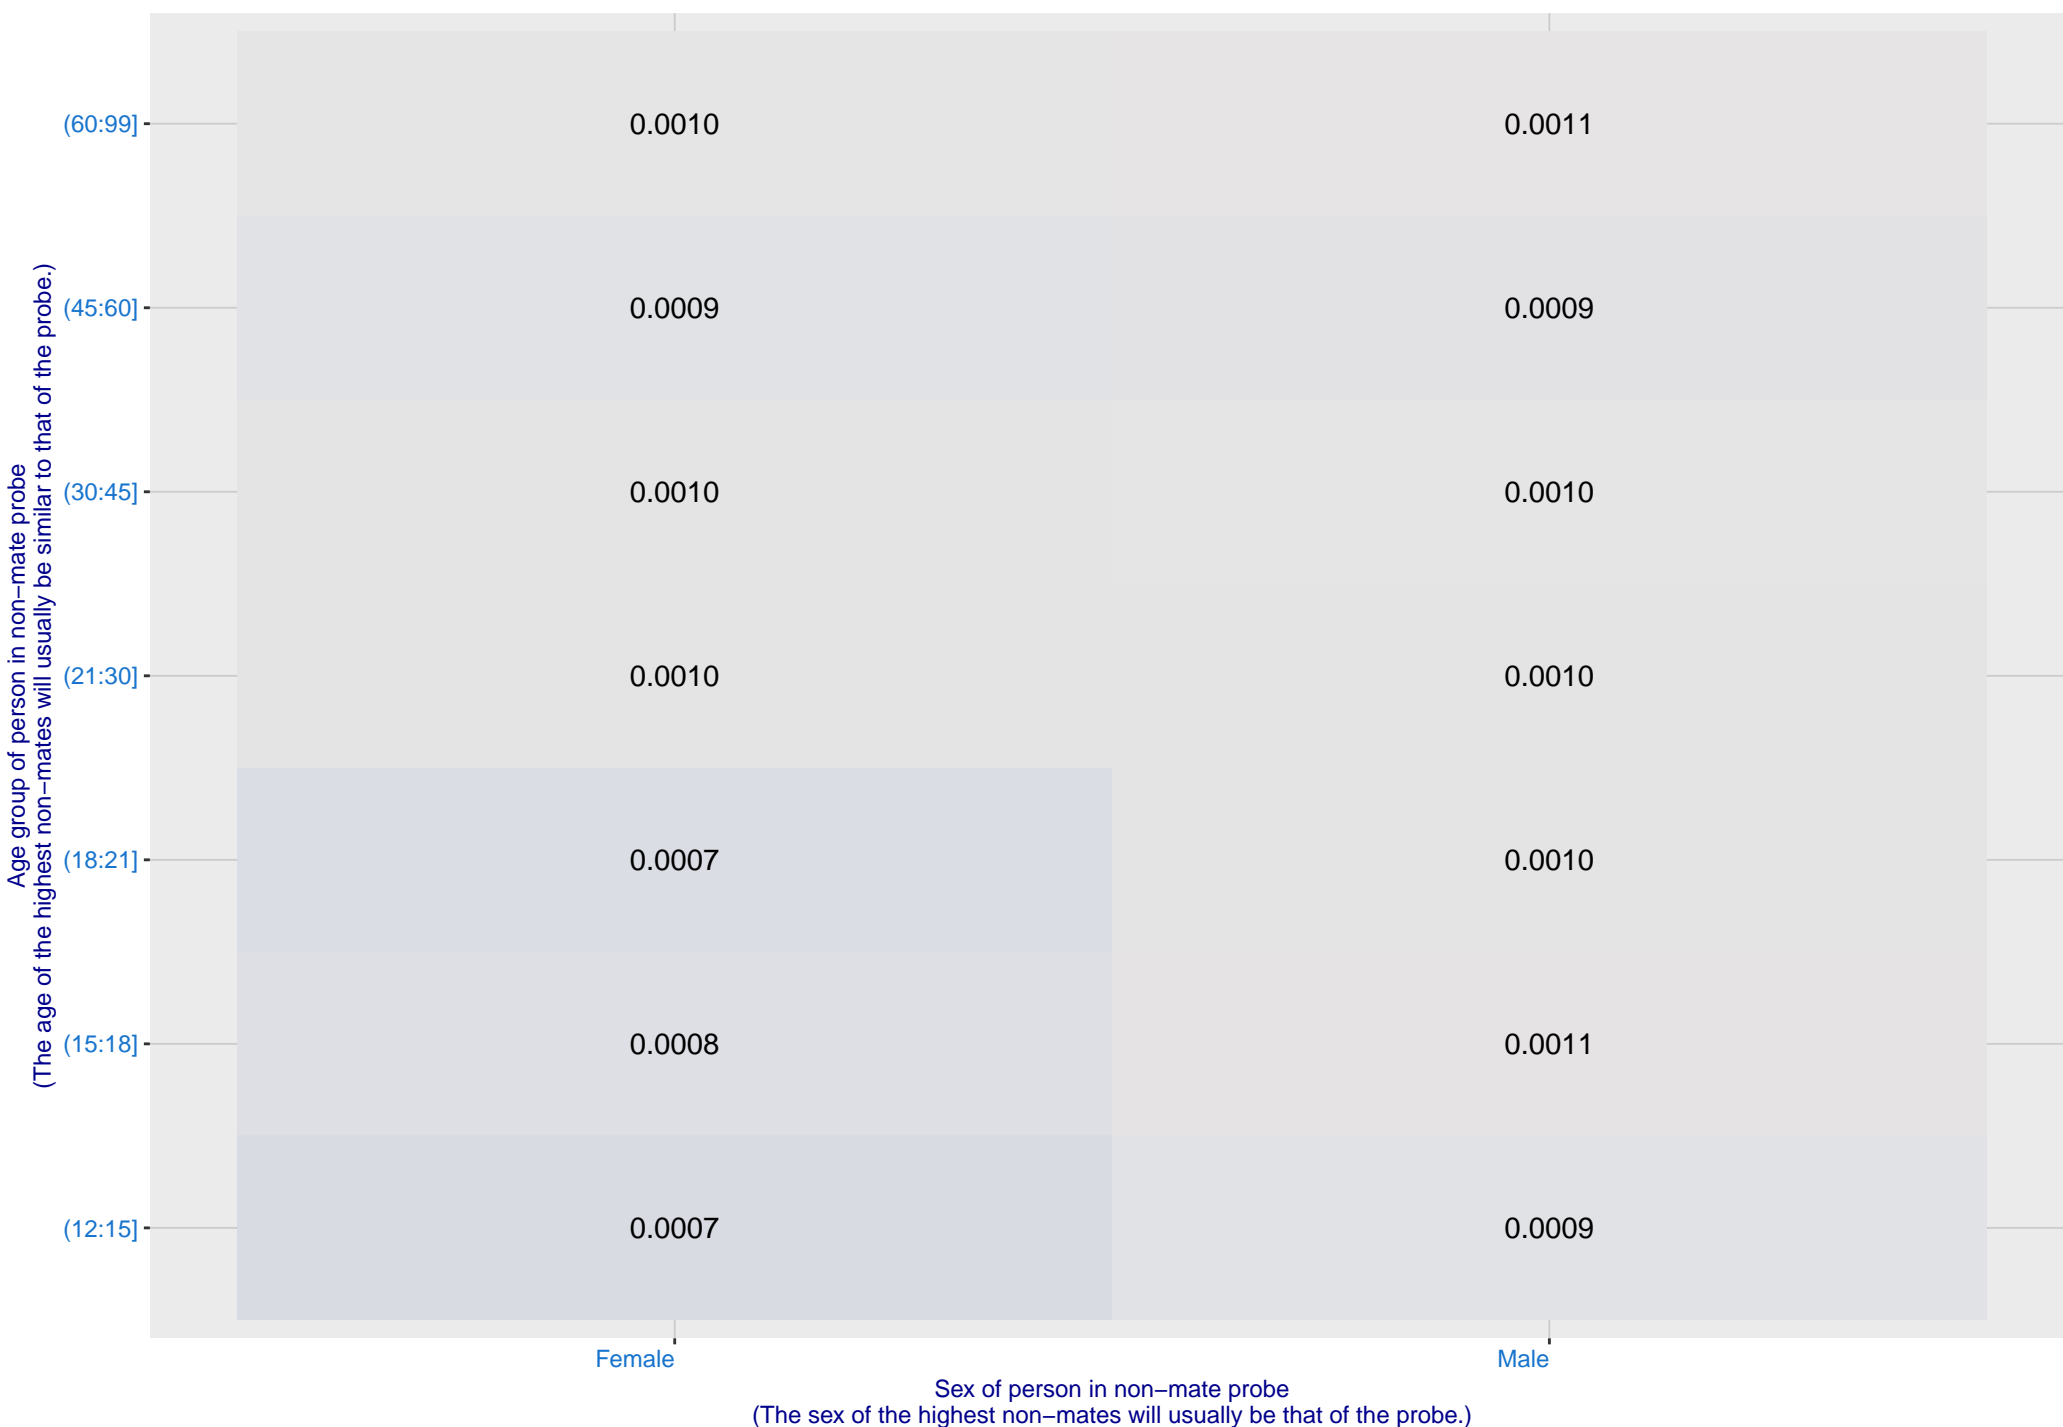 Age group of person in non−mate probe
(The age of the highest non−mates will usually be similar to that of the probe.)
(60:99] 0.0010 0.0011
(45:60] 0.0009 0.0009
(30:45] 0.0010 0.0010
(21:30] 0.0010 0.0010
(18:21] 0.0007 0.0010
(15:18] 0.0008 0.0011
(12:15] 0.0007 0.0009
Female Male
Sex of person in non−mate probe
(The sex of the highest non−mates will usually be that of the probe.)